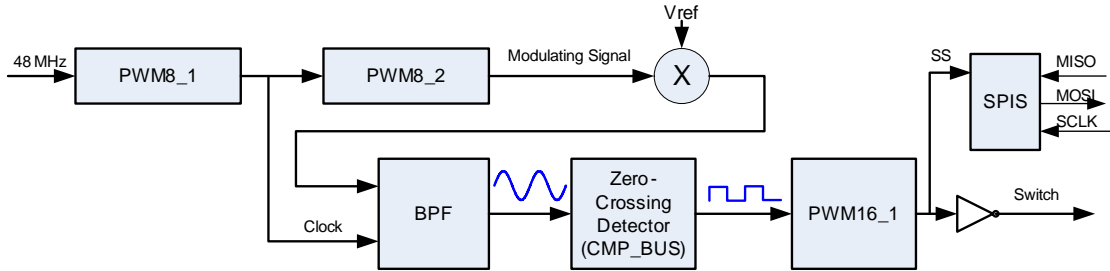 Vref
48 MHz
PWM8_1
PWM8_2
Modulating Signal
X
SS
SPIS
MISO
MOSI
SCLK
Clock
BPF
Zero-
Crossing
Detector
(CMP_BUS)
PWM16_1
Switch